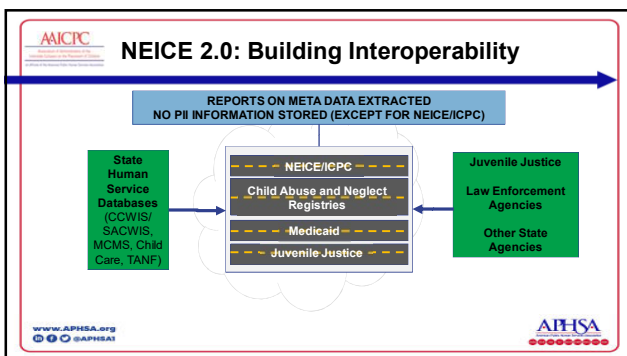 AAICPC
NEICE 2.0: Building Interoperability
REPORTS ON META DATA EXTRACTED
NO PII INFORMATION STORED (EXCEPT FOR NEICE/ICPC)
State
Human
Service
Databases
(CCWIS/
SACWIS,
MCMS, Child
Care, TANF)
NEICE/ICPC
Child Abuse and Neglect
Registries
Medicaid
Juvenile Justice
Juvenile Justice
Law Enforcement
Agencies
Other State
Agencies
www.APHSA.org
@APHSA1
APHSA